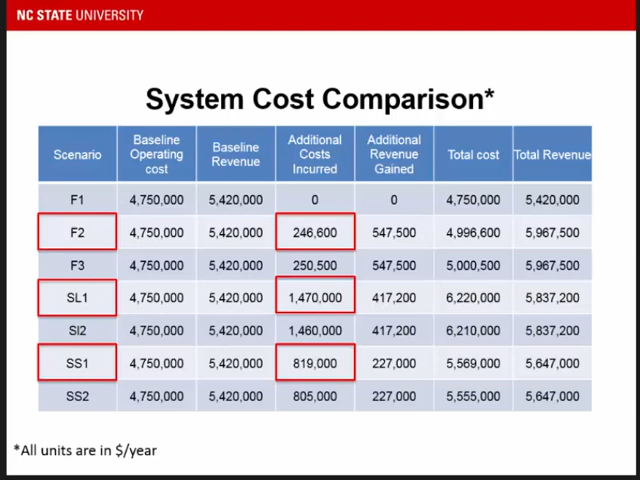 NC STATE UNIVERSITY
System Cost Comparison*
Scenario Baseline Operating cost Baseline Revenue Additional Costs Incurred Additional Revenue Gained Total cost Total Revenue
F1 4,750,000 5,420,000 0 0 4,750,000 5,420,000
F2 4,750,000 5,420,000 246,600 547,500 4,996,600 5,967,500
F3 4,750,000 5,420,000 250,500 547,500 5,000,500 5,967,500
SL1 4,750,000 5,420,000 1,470,000 417,200 6,220,000 5,837,200
Sl2 4,750,000 5,420,000 1,460,000 417,200 6,210,000 5,837,200
SS1 4,750,000 5,420,000 819,000 227,000 5,569,000 5,647,000
SS2 4,750,000 5,420,000 805,000 227,000 5,555,000 5,647,000
*All units are in $/year